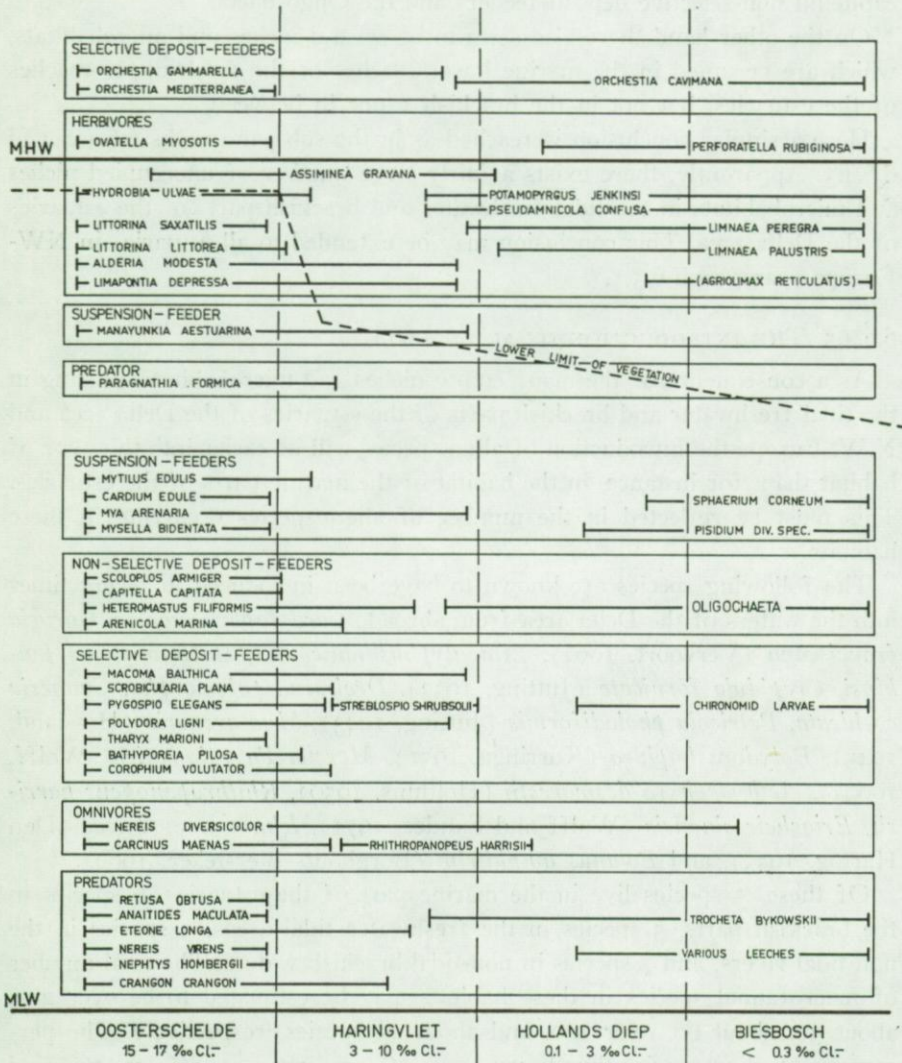 SELECTIVE DEPOSIT-FEEDERS
ORCHESTIA GAMMARELLA
ORCHESTIA CAVIMANA
ORCHESTIA MEDITERRANEA
HERBIVORES
OVATELLA MYOSOTIS
PERFORATELLA RUBIGINOSA
MHW
ASSIMINEA GRAYANA
HYDROBIA ULVAE
POTAMOPYRGUS JENKINSI
PSEUDAMNICOLA CONFUSA
LITTORINA SAXATILIS
LIMNAEA PEREGRA
LITTORINA LITTOREA
LIMNAEA PALUSTRIS
ALDERIA MODESTA
LIMAPONTIA DEPRESSA
(AGRIOLIMAX RETICULATUS)
SUSPENSION-FEEDER
MANAYUNKIA AESTUARINA
LOWER LIMIT OF VEGETATION
PREDATOR
PARAGNATHIA FORMICA
SUSPENSION-FEEDERS
MYTILUS EDULIS
CARDIUM EDULE
SPHAERIUM CORNEUM
MYA ARENARIA
MYSELLA BIDENTATA
PISIDIUM DIV. SPEC.
NON-SELECTIVE DEPOSIT-FEEDERS
SCOLOPLOS ARMIGER
CAPITELLA CAPITATA
HETEROMASTUS FILIFORMIS
OLIGOCHAETA
ARENICOLA MARINA
SELECTIVE DEPOSIT-FEEDERS
MACOMA BALTHICA
SCROBICULARIA PLANA
PYGOSPIO ELEGANS
STREBLOSPIO SHRUBSOLI
CHIRONOMID LARVAE
POLYDORA LIGNI
THARYX MARIONI
BATHYPOREIA PILOSA
COROPHIUM VOLUTATOR
OMNIVORES
NEREIS DIVERSICOLOR
CARCINUS MAENAS
RHITHROPANOPEUS HARRISII
PREDATORS
RETUSA OBTUSA
ANAITIDES MACULATA
TROCHETA BYKOWSKII
ETEONE LONGA
NEREIS VIRENS
VARIOUS LEECHES
NEPHTYS HOMBERGII
CRANGON CRANGON
MLW
OOSTERSCHELDE
HARINGVLIET
HOLLANDS DIEP
BIESBOSCH
15 – 17 ‰ Cl.-
3 – 10 ‰ Cl.-
0.1 – 3 ‰ Cl.-
< 0.3 ‰ Cl.-